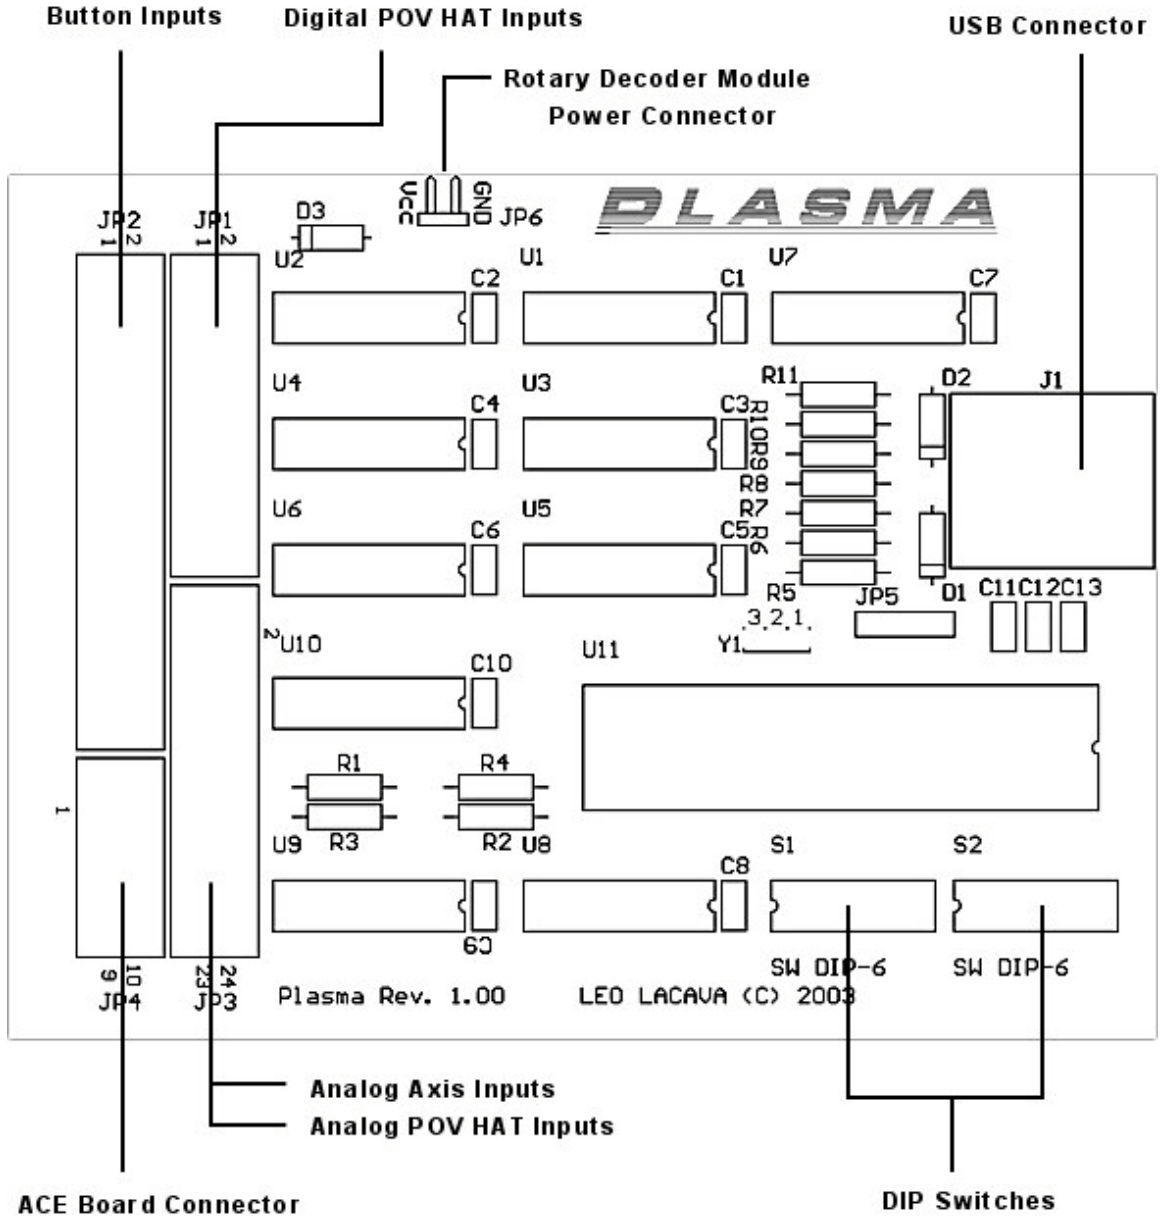 Button Inputs
Digital POV HAT Inputs
USB Connector
Rotary Decoder Module
Power Connector
Vcc
GND
JP6
PLASMA
JP2
1 2
JP1
1 2
D3
U2
C2
U1
C1
U7
C7
U4
C4
U3
C3
R11
R10
R9
R8
R7
R6
R5
D2
J1
U6
C6
U5
C5
JP5
D1
C11
C12
C13
3 2 1
Y1
2
U10
C10
U11
R1
R4
R3
R2
1
U9
U8
C8
S1
S2
C9
SW DIP-6
SW DIP-6
9 10
JP4
23 24
JP3
Plasma Rev. 1.00
LEO LACAVA (C) 2003
Analog Axis Inputs
Analog POV HAT Inputs
ACE Board Connector
DIP Switches